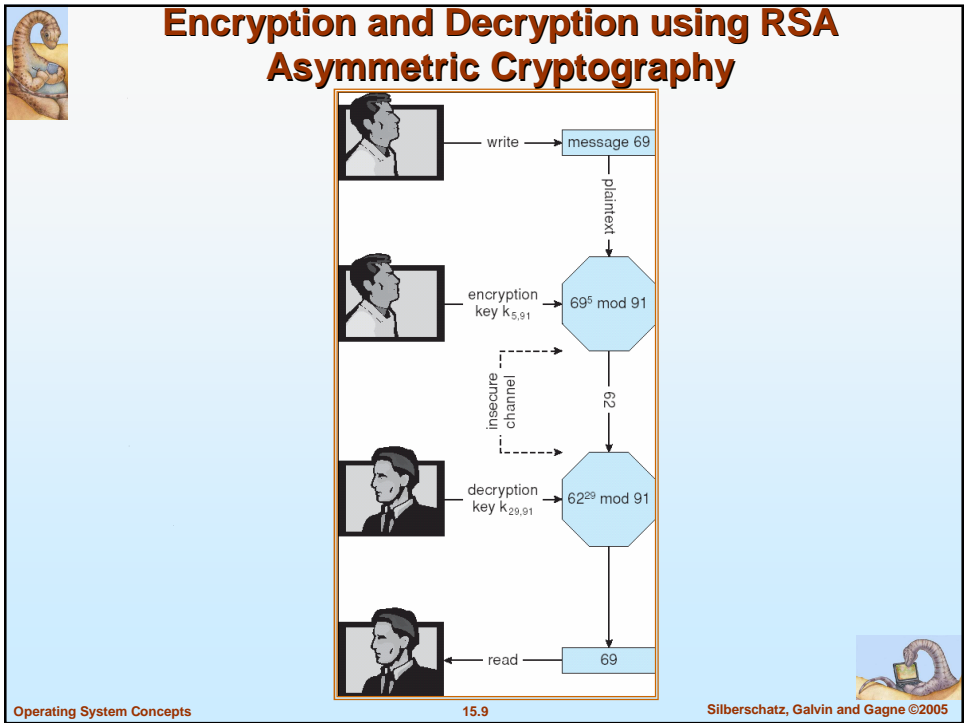 Encryption and Decryption using RSA
Asymmetric Cryptography
write
message 69
plaintext
encryption
key k5,91
69⁵ mod 91
insecure
channel
62
decryption
key k29,91
62²⁹ mod 91
read
69
Operating System Concepts
15.9
Silberschatz, Galvin and Gagne ©2005